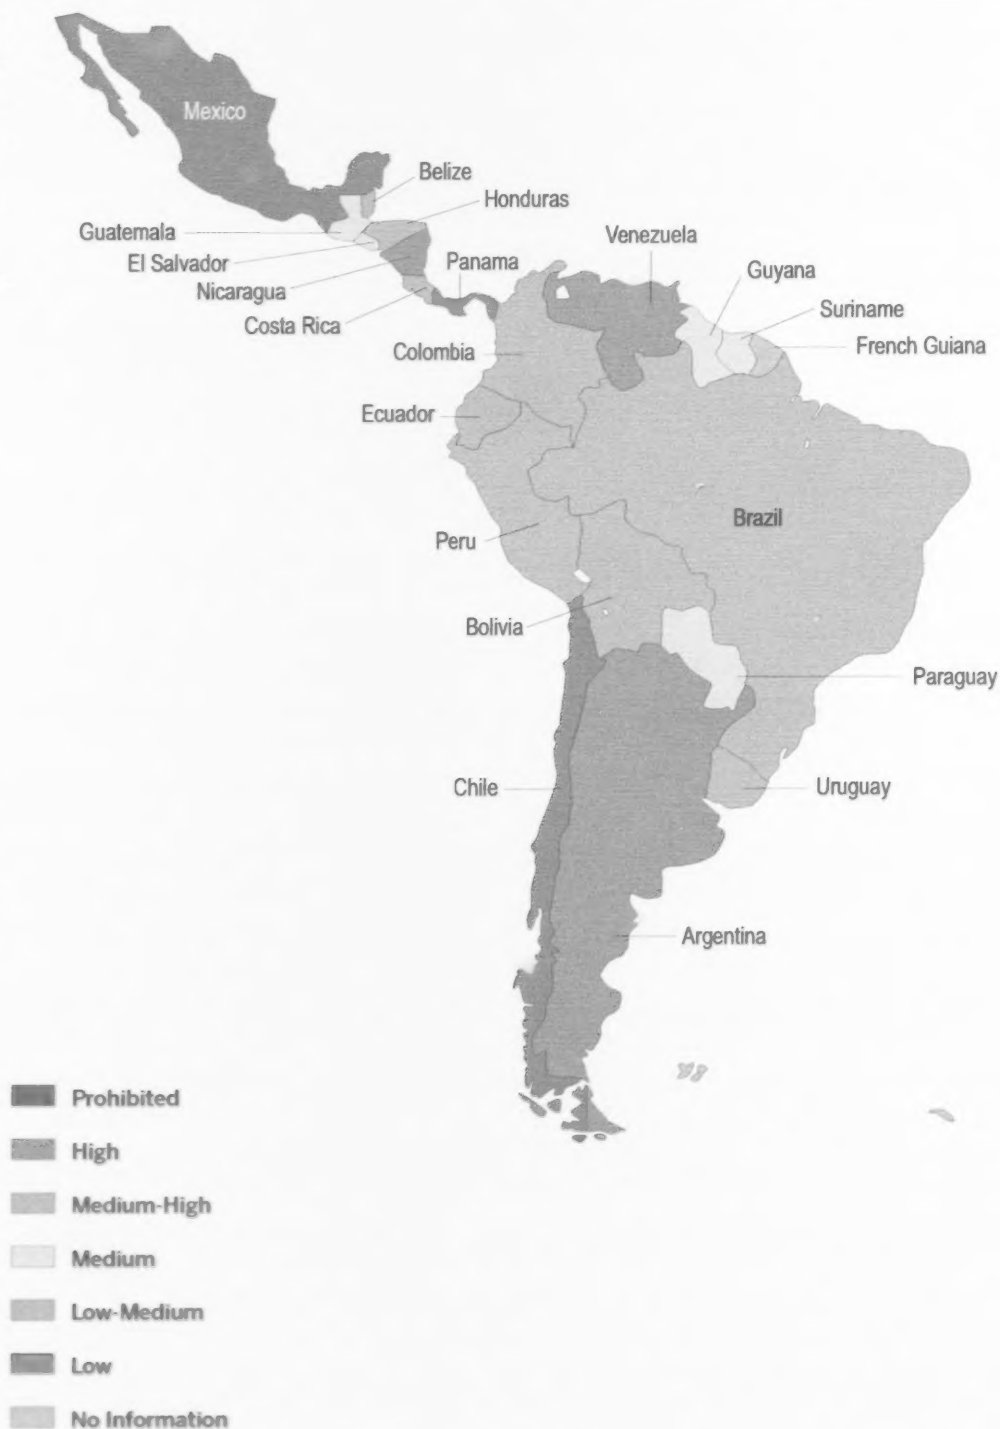 Mexico
Belize
Honduras
Guatemala
El Salvador
Nicaragua
Costa Rica
Panama
Venezuela
Guyana
Suriname
French Guiana
Colombia
Ecuador
Peru
Brazil
Bolivia
Paraguay
Chile
Uruguay
Argentina
Prohibited
High
Medium-High
Medium
Low-Medium
Low
No Information